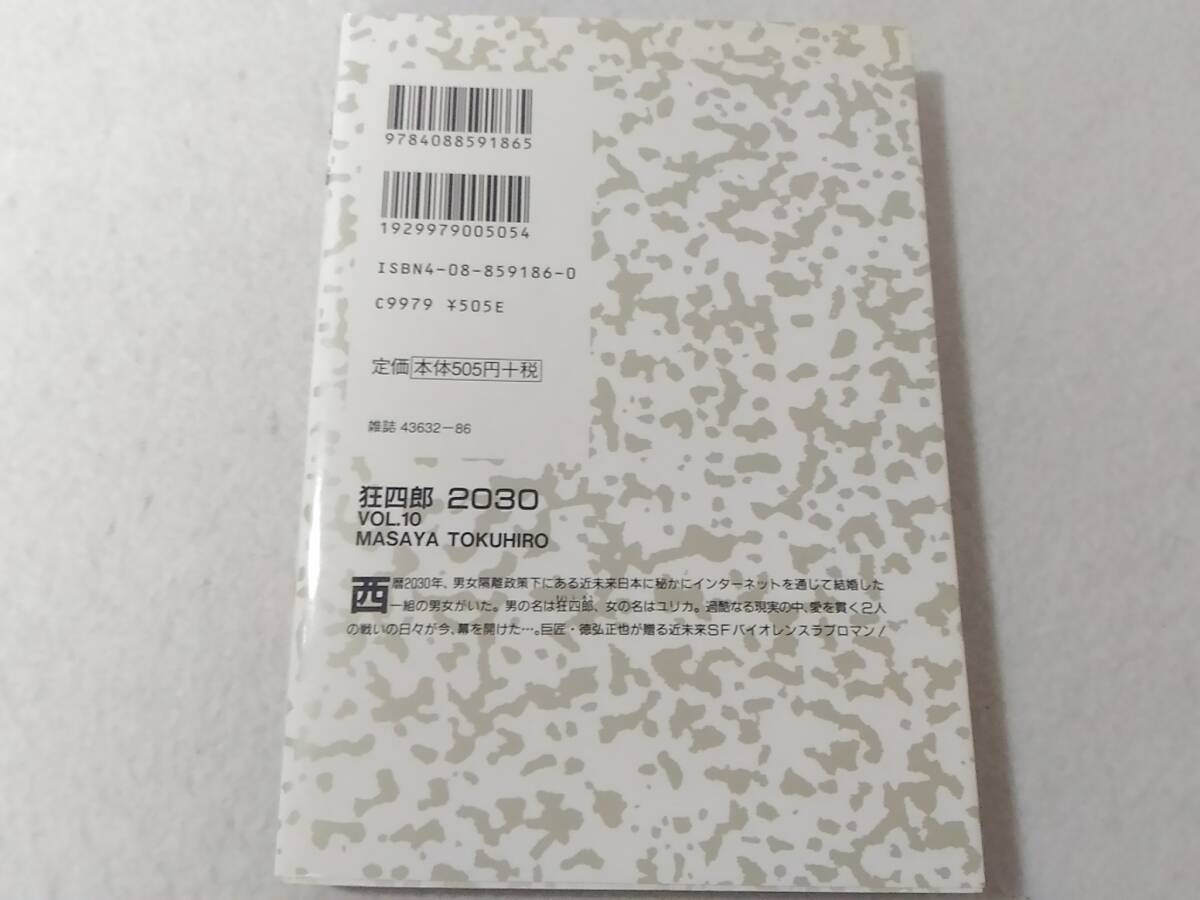 9784088591865
1929979005054
ISBN4-08-859186-0
C9979 ¥505E
定価 本体505円+税
雑誌 43632-86
狂四郎 2030
VOL.10
MASAYA TOKUHIRO
西暦2030年、男女隔離政策下にある近未来日本に秘かにインターネットを通じて結婚した
一組の男女がいた。男の名は狂四郎、女の名はユリカ。過酷なる現実の中、愛を貫く2人
の戦いの日々が今、幕を開けた…。巨匠・徳弘正也が贈る近未来SFバイオレンスラブロマン!